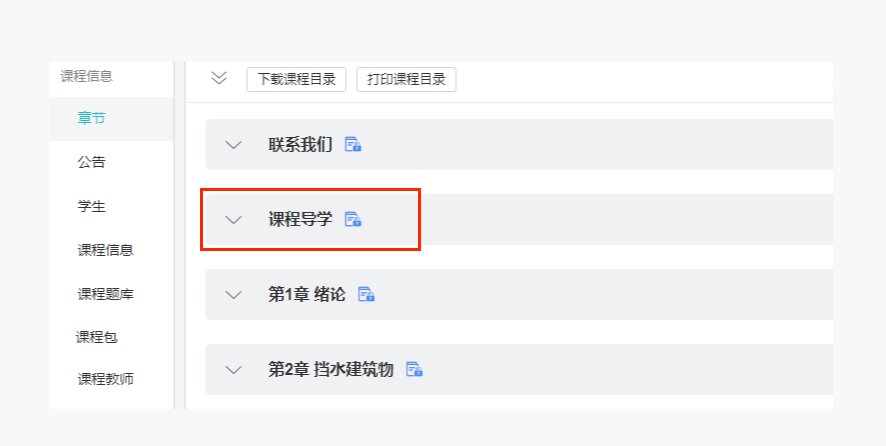 课程信息
下载课程目录 打印课程目录
章节
联系我们
公告
学生
课程导学
课程信息
课程题库
第1章 绪论
课程包
第2章 挡水建筑物
课程教师